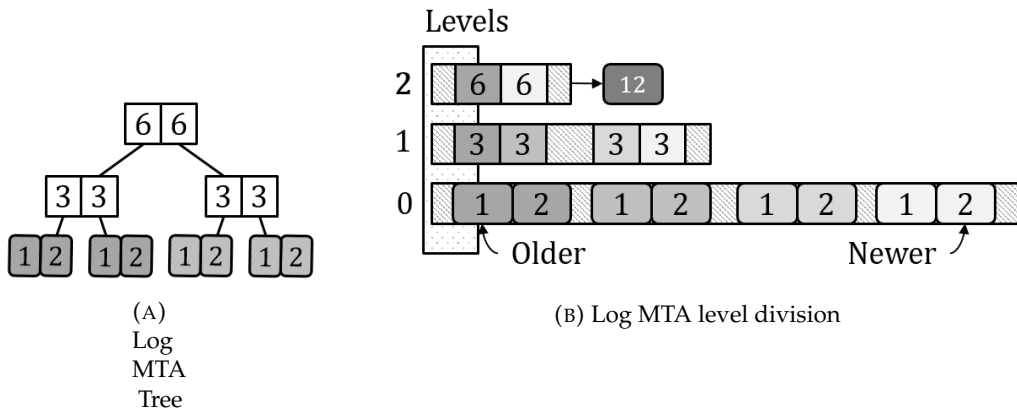 6 6
3 3 3 3
1 2 1 2 1 2 1 2
(A)
Log
MTA
Tree
Levels
2 6 6 12
1 3 3 3 3
0 1 2 1 2 1 2 1 2
Older Newer
(B) Log MTA level division